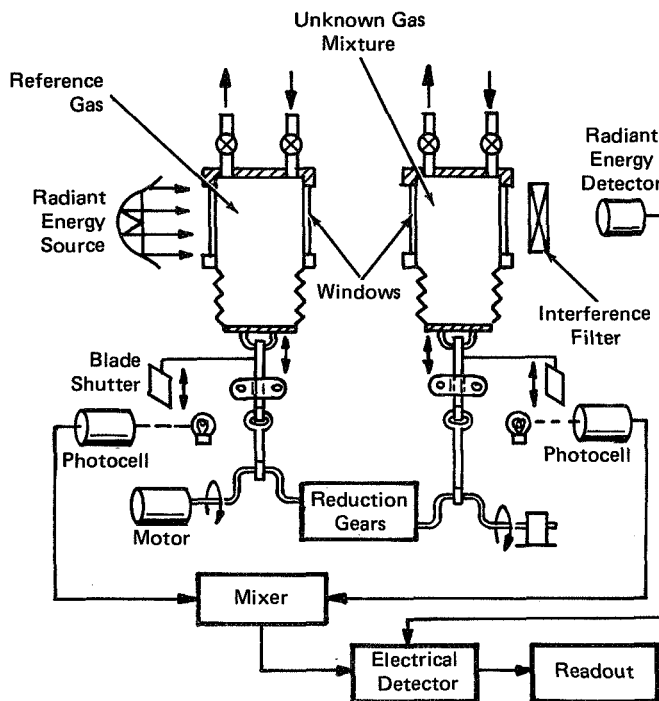 Unknown Gas
Mixture
Reference
Gas
Radiant
Energy
Detector
Radiant
Energy
Source
Windows
Interference
Filter
Blade
Shutter
Photocell
Photocell
Motor
Reduction
Gears
Mixer
Electrical
Detector
Readout